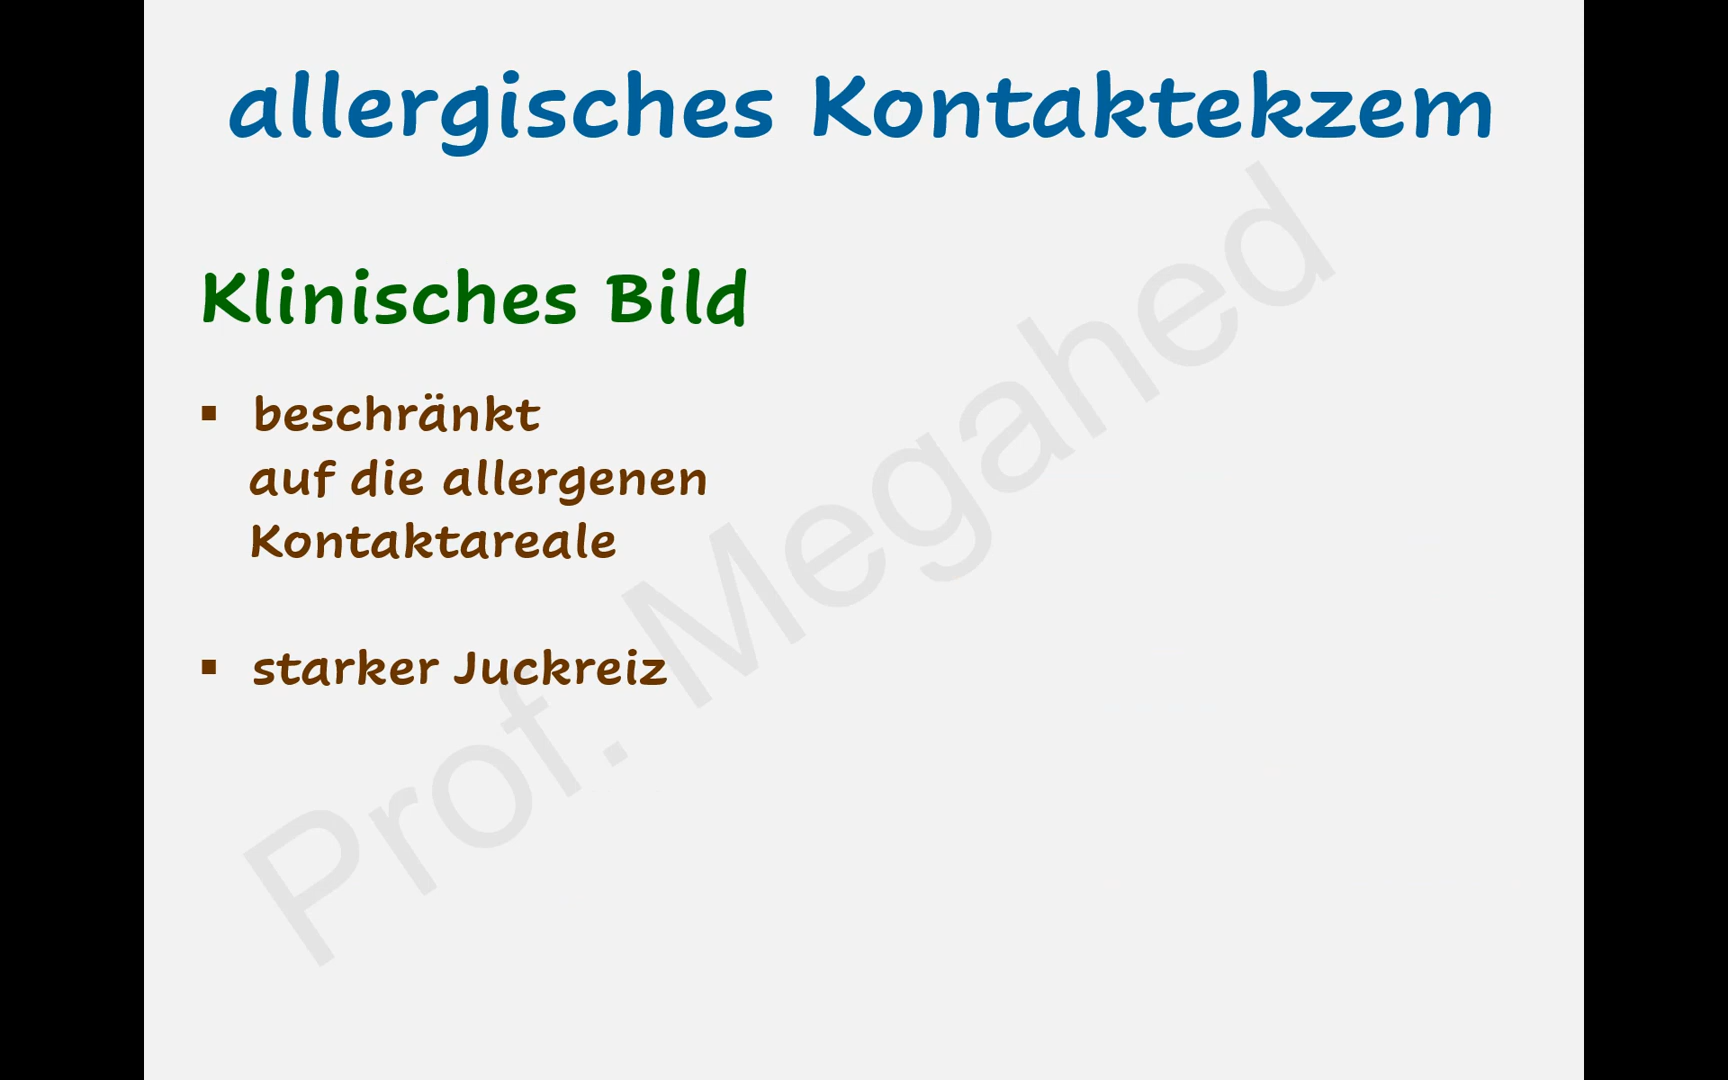 allergisches Kontaktekzem
Klinisches Bild
▪ beschränkt
auf die allergenen
Kontaktareale
▪ starker Juckreiz
Prof. Megahed